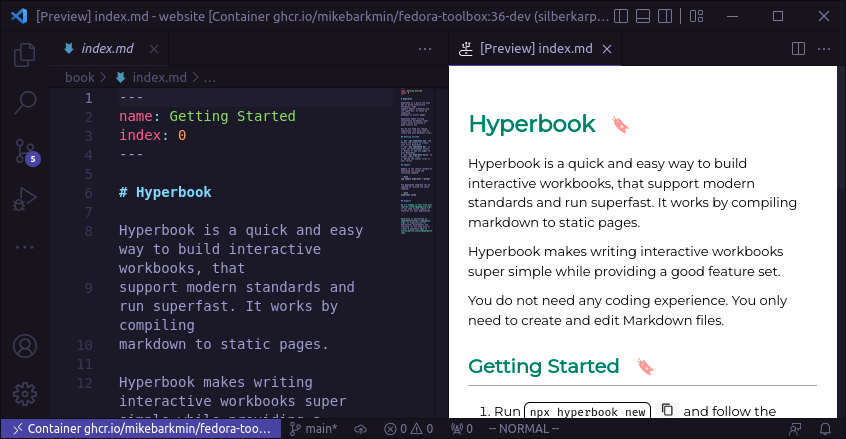 [Preview] index.md - website [Container ghcr.io/mikebarkmin/fedora-toolbox:36-dev (silberkarp…
index.md
…
[Preview] index.md
…
book > index.md > …
1 ---
2 name: Getting Started
3 index: 0
4 ---
5
6 # Hyperbook
7
8 Hyperbook is a quick and easy
way to build interactive
workbooks, that
9 support modern standards and
run superfast. It works by
compiling
10 markdown to static pages.
11
12 Hyperbook makes writing
interactive workbooks super
simple while providing a
5
Hyperbook
Hyperbook is a quick and easy way to build
interactive workbooks, that support modern
standards and run superfast. It works by compiling
markdown to static pages.
Hyperbook makes writing interactive workbooks
super simple while providing a good feature set.
You do not need any coding experience. You only
need to create and edit Markdown files.
Getting Started
1. Run npx hyperbook new and follow the
Container ghcr.io/mikebarkmin/fedora-too…
main*
0
0
0
-- NORMAL --